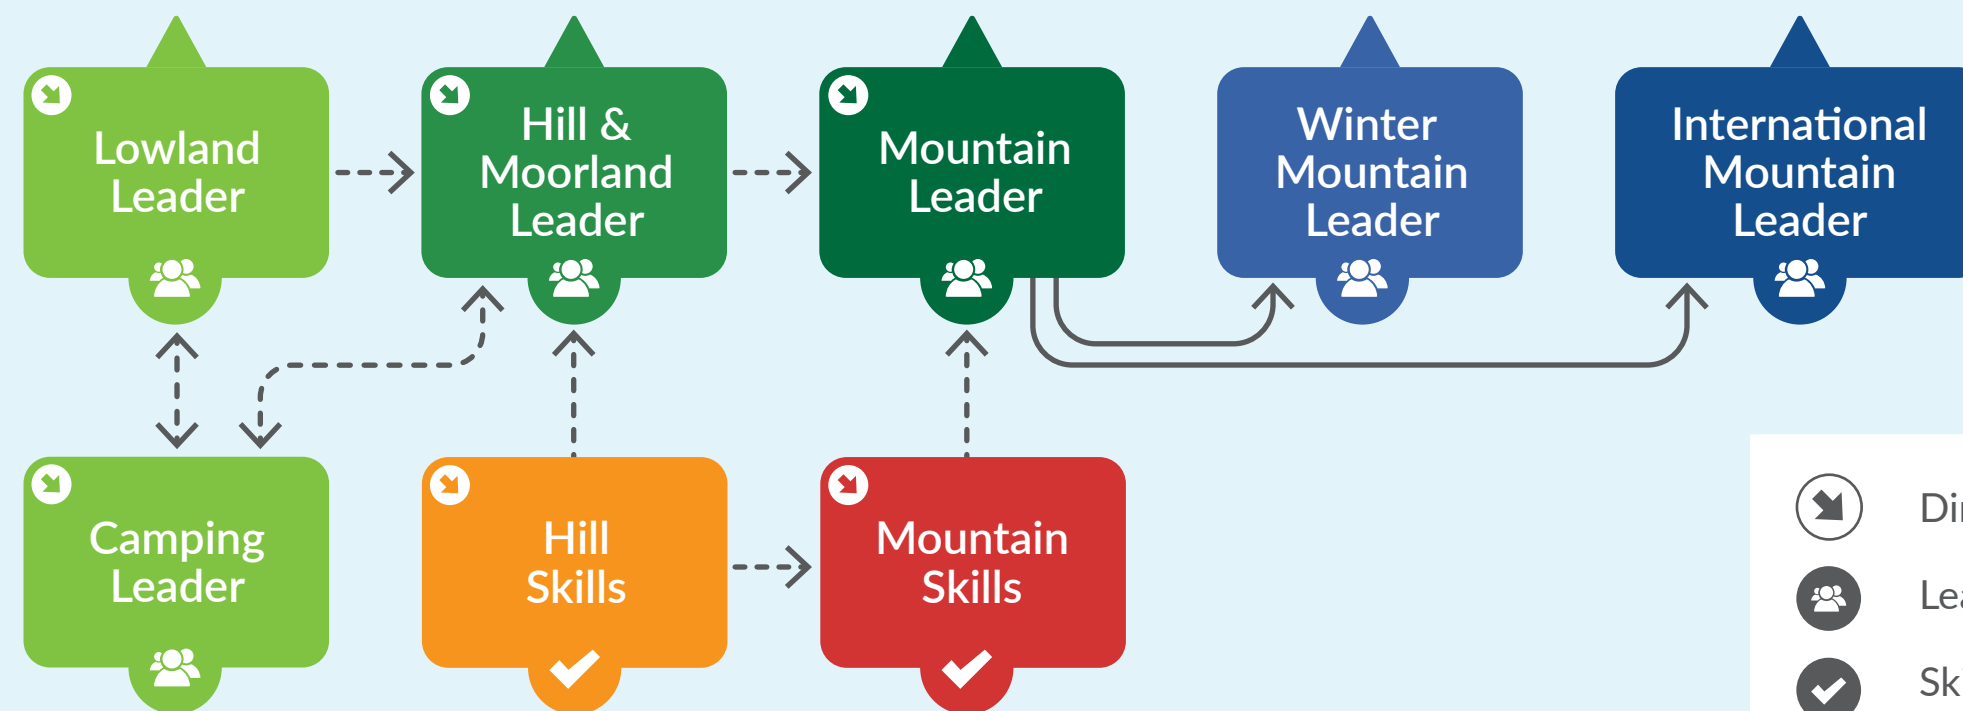 Lowland
Leader
Hill &
Moorland
Leader
Mountain
Leader
Winter
Mountain
Leader
International
Mountain
Leader
Camping
Leader
Hill
Skills
Mountain
Skills